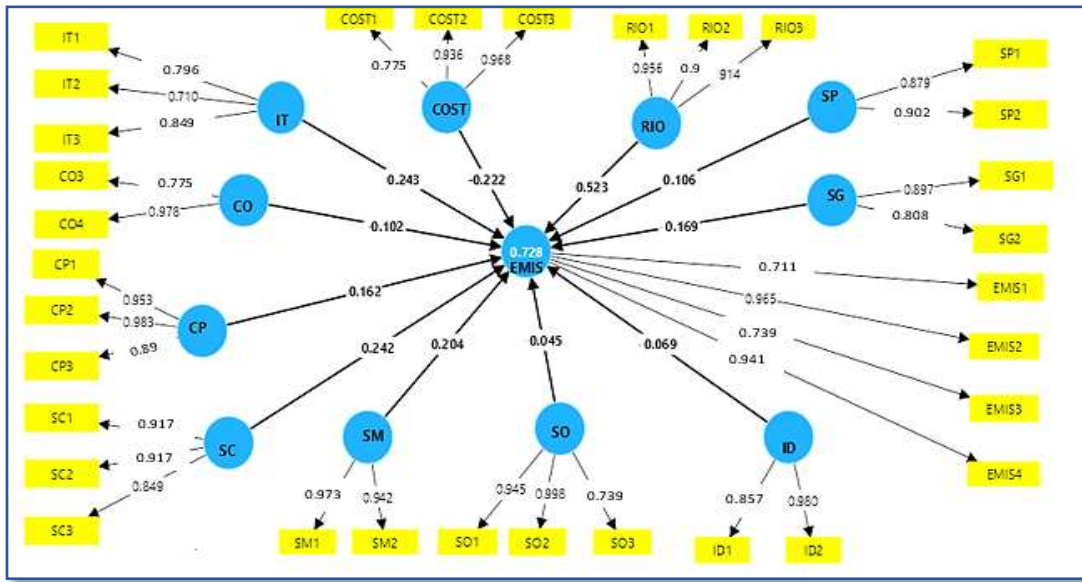 COST1 COST2 COST3
0.775 0.936 0.968
COST
RIO1 RIO2 RIO3
0.956 0.9 914
RIO
IT1
IT2
IT3
0.796
0.710
0.849
IT
SP1
SP2
0.879
0.902
SP
CO3
CO4
0.775
0.978
CO
SG1
SG2
0.897
0.808
SG
0.243
-0.222
0.523
0.106
0.102
0.169
0.728
EMIS
CP1
CP2
CP3
0.953
0.983
0.89
CP
0.162
0.242
0.204
0.045
0.069
0.711
0.965
0.739
0.941
EMIS1
EMIS2
EMIS3
EMIS4
SC1
SC2
SC3
0.917
0.917
0.849
SC
SM
0.973 0.942
SM1 SM2
SO
0.945 0.998 0.739
SO1 SO2 SO3
ID
0.857 0.980
ID1 ID2